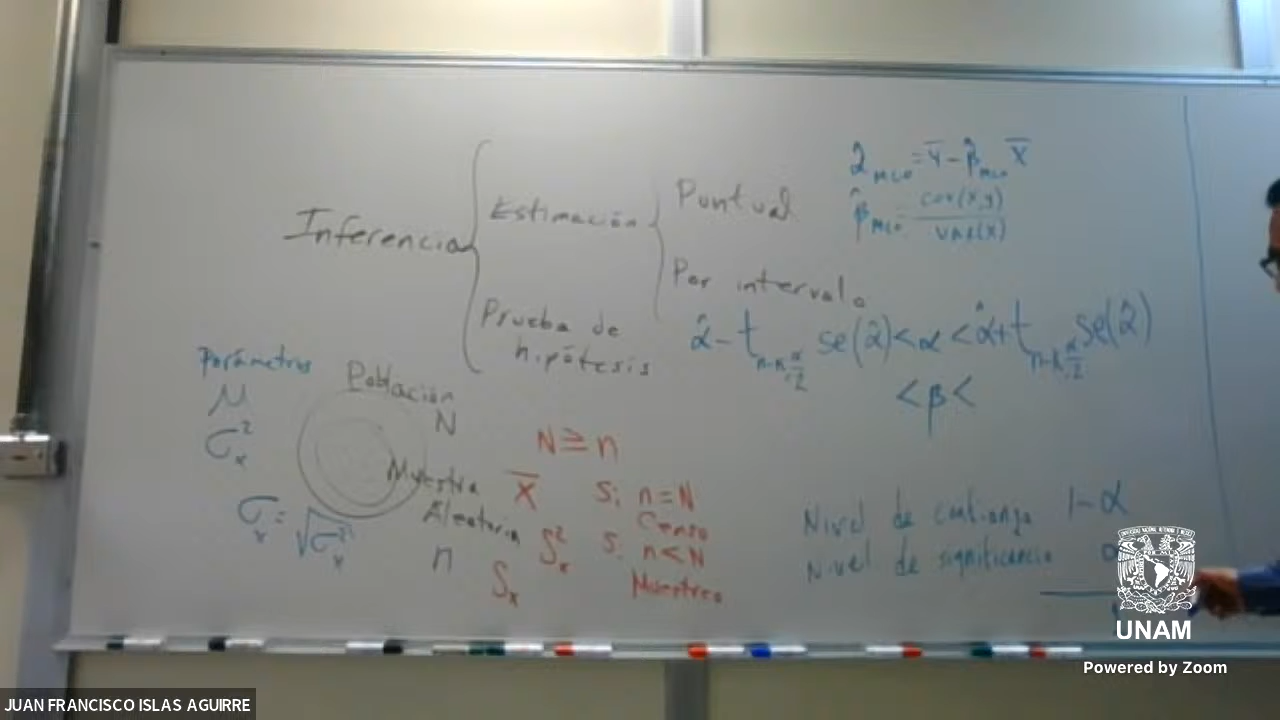 Inferencia
Estimación
Puntual
α̂ MCO = Y̅ - β̂ MCO X̅
β̂ MCO = cov(x,y) / var(x)
Por intervalo
α̂ - t n-k, α/2 se(α̂) < α < α̂ + t n-k, α/2 se(α̂)
< β <
Prueba de
hipótesis
Parámetros
μ
σ²x
σx = √σ²x
Población
N
Muestra
Aleatoria
n
N ≥ n
X̅
S²x
Sx
Si n = N
Censo
Si n < N
Muestreo
Nivel de confianza 1-α
Nivel de significancia
UNAM
Powered by Zoom
JUAN FRANCISCO ISLAS AGUIRRE